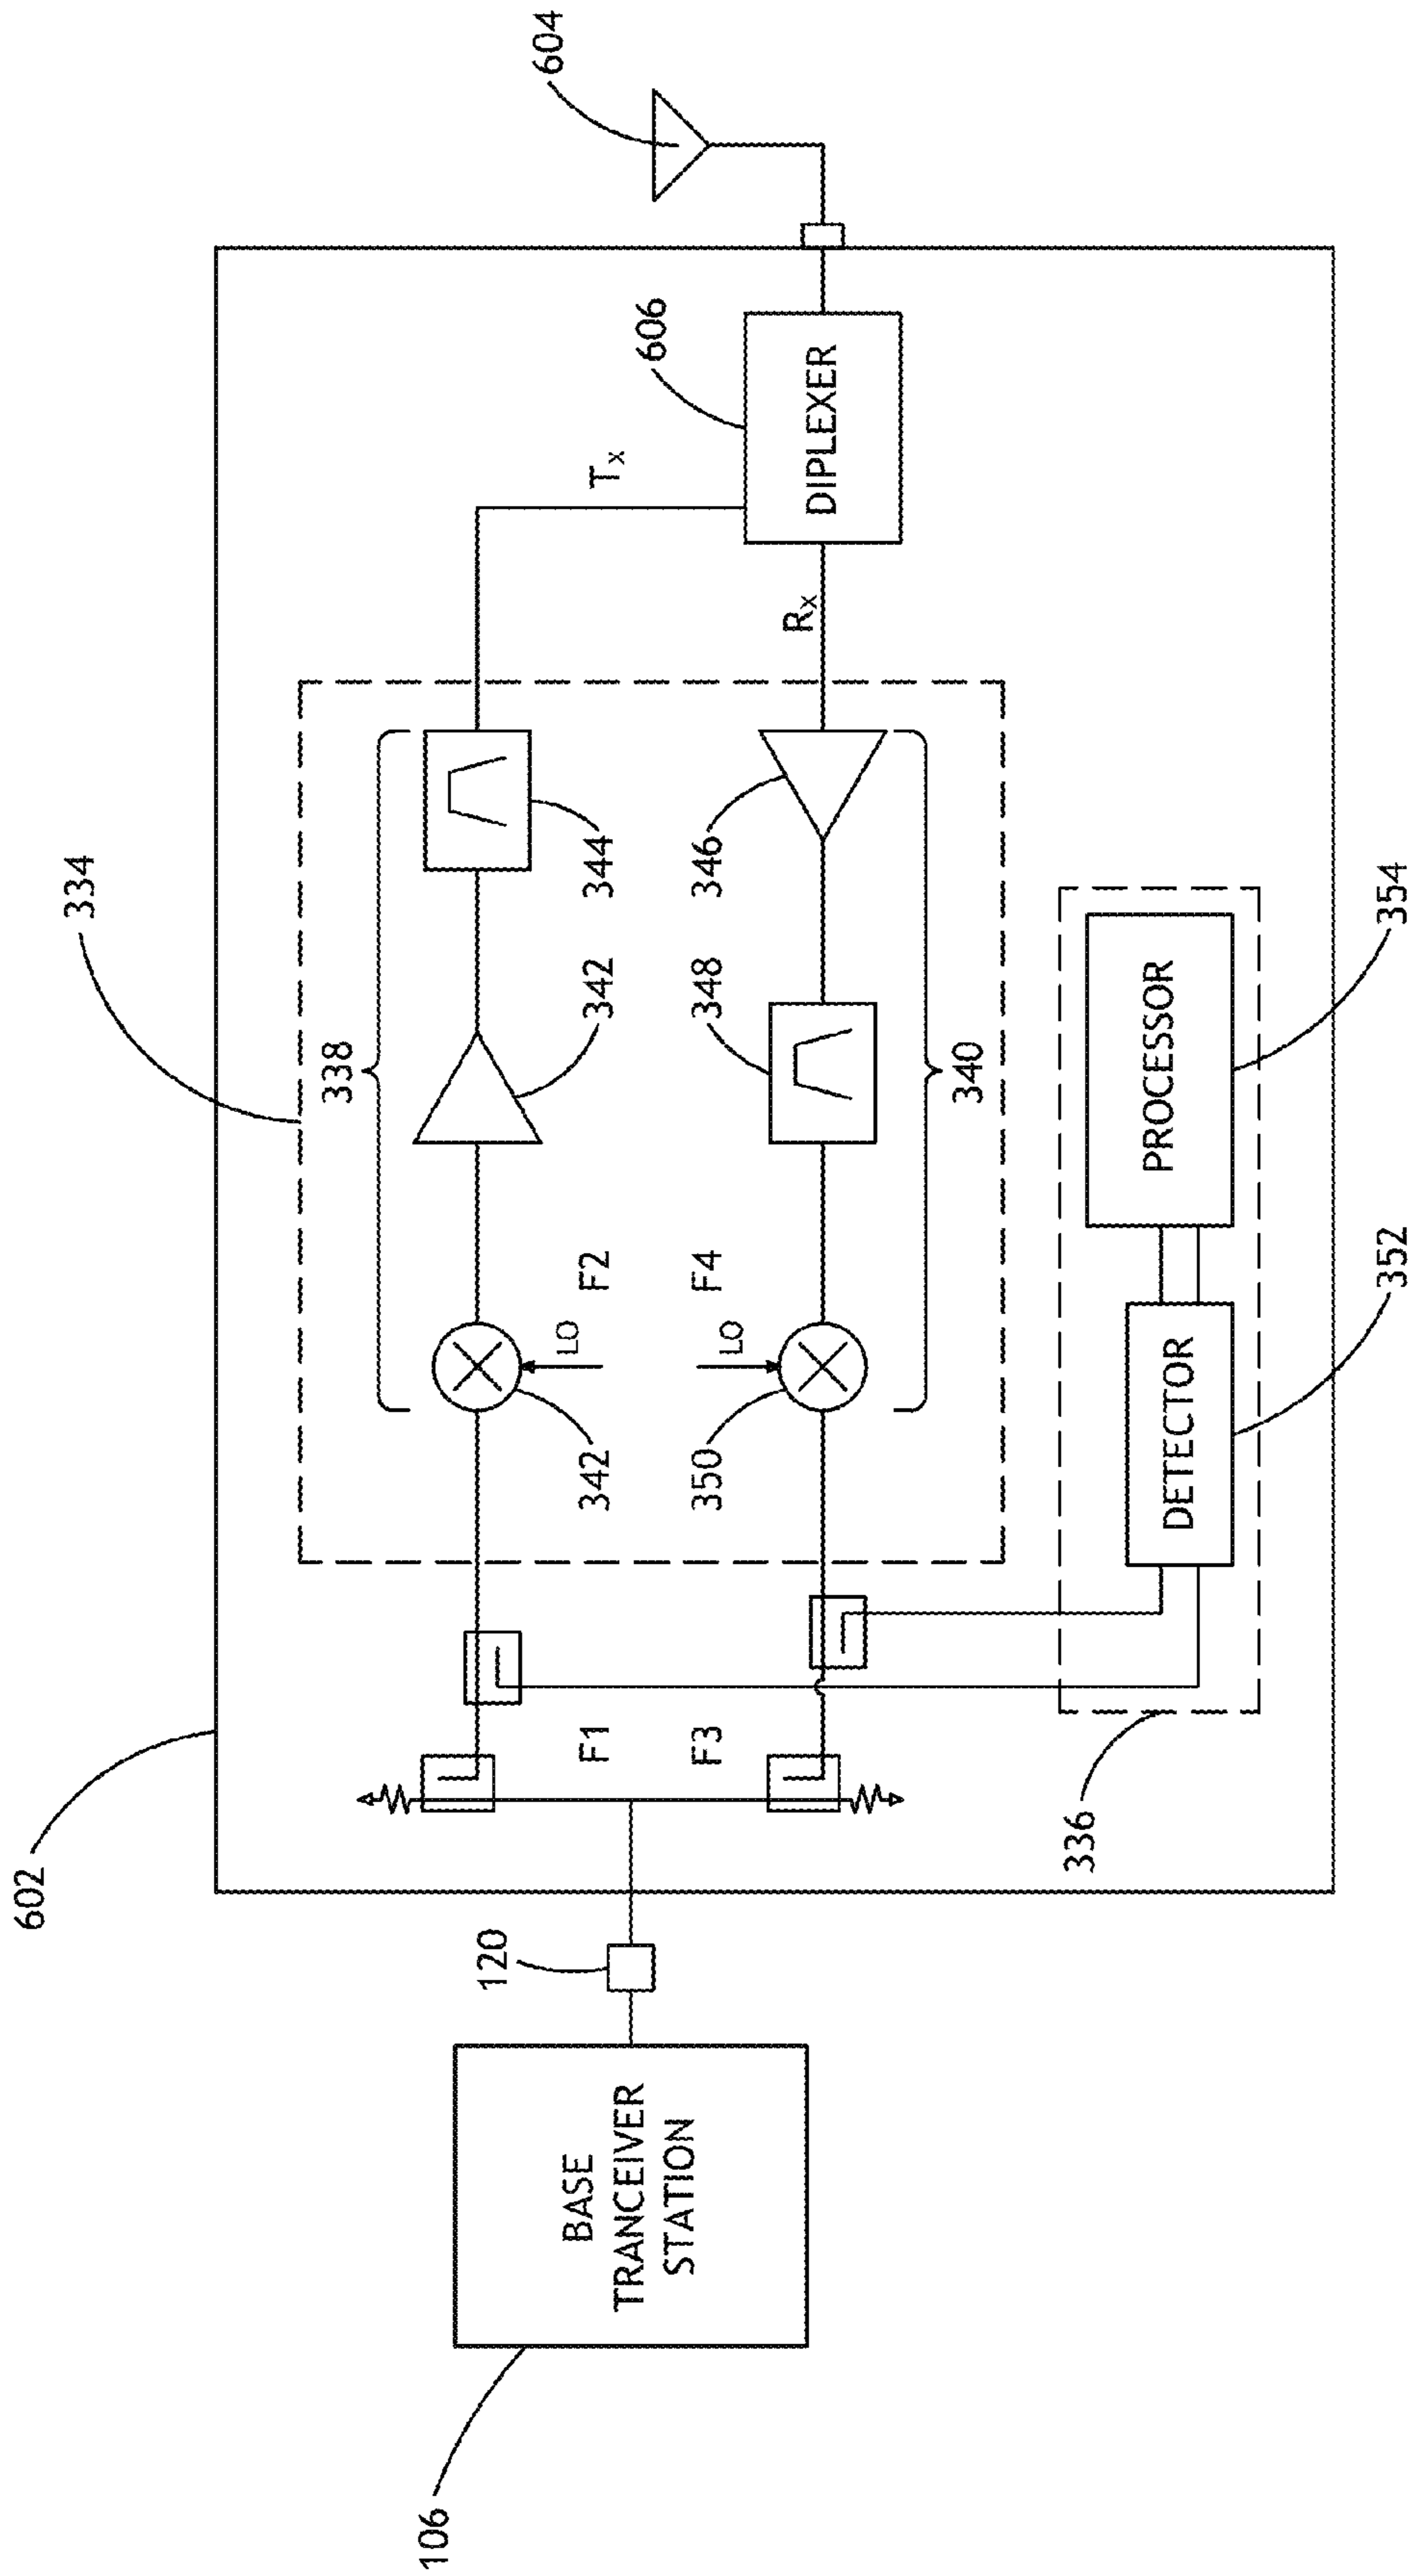 602
334
338
342
F1
342
F2
344
Tx
604
106
BASE
TRANCEIVER
STATION
120
LO
LO
F3
350
F4
348
346
Rx
606
DIPLEXER
340
336
DETECTOR
PROCESSOR
352
354